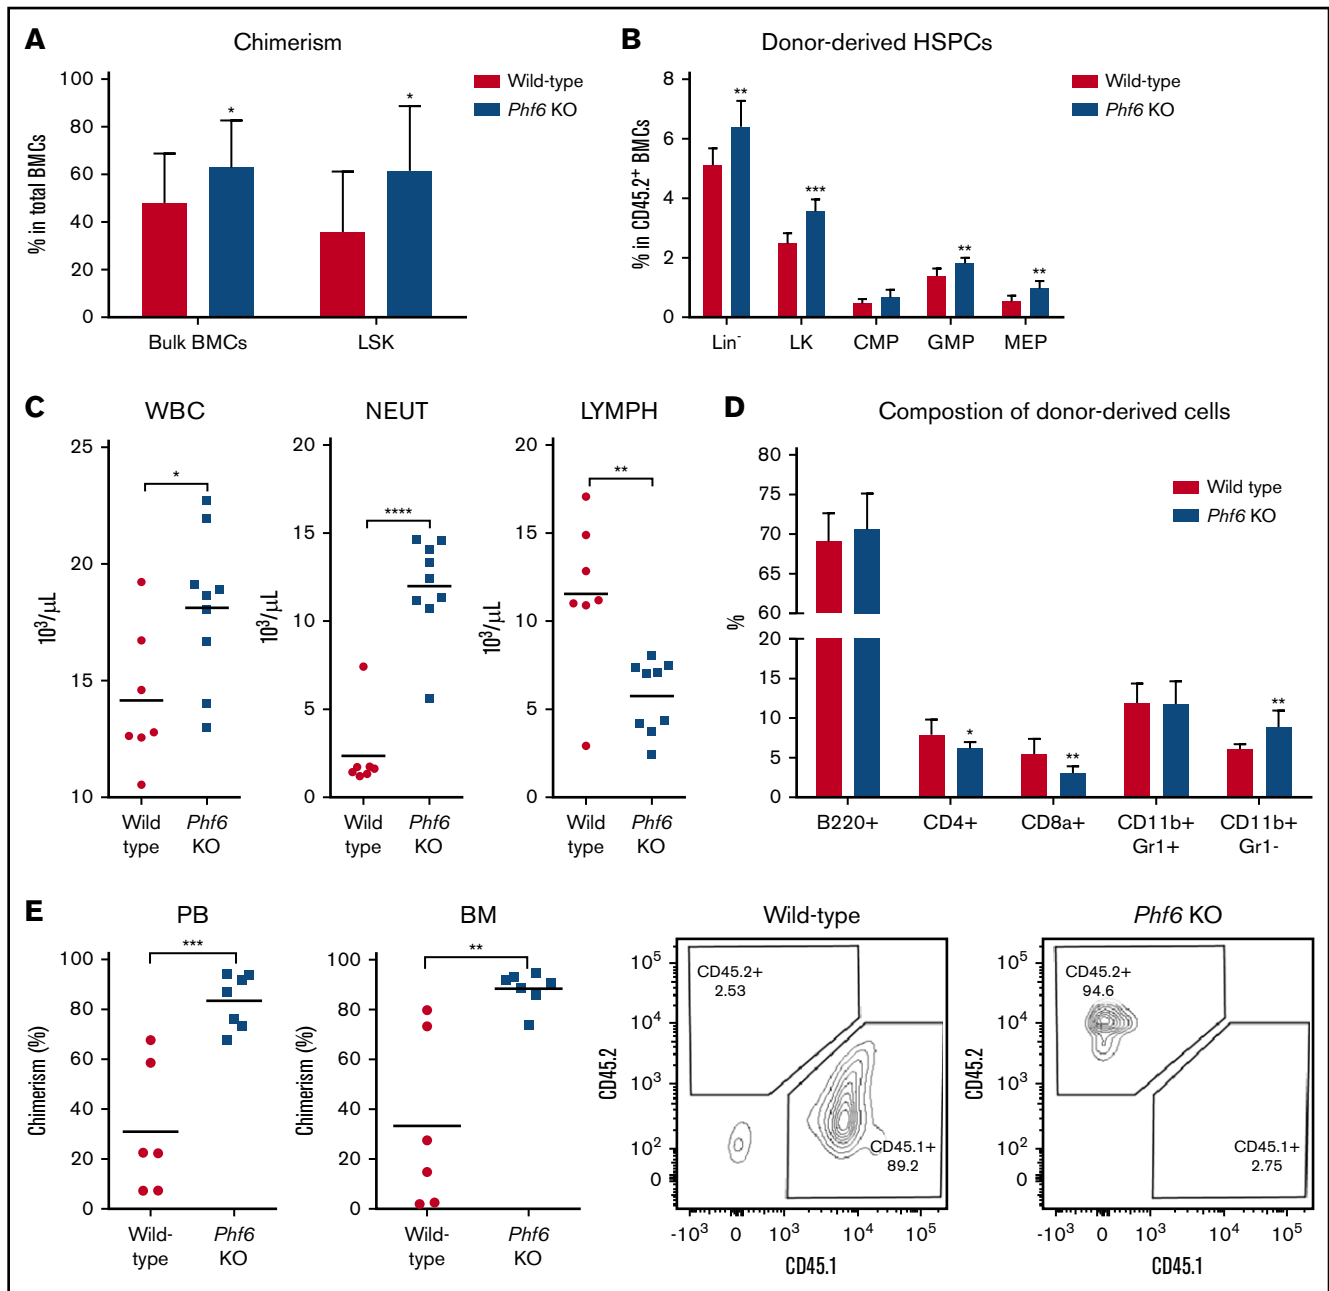 A
Chimerism
100
80
60
40
20
0
% in total BMCs
*
*
Bulk BMCs
LSK
Wild-type
Phf6 KO
B
Donor-derived HSPCs
8
6
4
2
0
% in CD45.2+ BMCs
**
***
**
**
Lin-
LK
CMP
GMP
MEP
Wild-type
Phf6 KO
C
WBC
25
20
15
10
10³/µL
*
Wild
type
Phf6
KO
NEUT
20
15
10
5
0
10³/µL
****
Wild
type
Phf6
KO
LYMPH
20
15
10
5
0
10³/µL
**
Wild
type
Phf6
KO
D
Compostion of donor-derived cells
80
75
70
65
60
20
15
10
5
0
%
*
**
**
B220+
CD4+
CD8a+
CD11b+
Gr1+
CD11b+
Gr1-
Wild type
Phf6 KO
E
PB
100
80
60
40
20
0
Chimerism (%)
***
Wild-
type
Phf6
KO
BM
100
80
60
40
20
0
Chimerism (%)
**
Wild-
type
Phf6
KO
Wild-type
10⁵
10⁴
10³
10²
0
CD45.2
CD45.2+
2.53
CD45.1+
89.2
-10³
0
10³
10⁴
10⁵
CD45.1
Phf6 KO
10⁵
10⁴
10³
10²
0
CD45.2
CD45.2+
94.6
CD45.1+
2.75
-10³
0
10³
10⁴
10⁵
CD45.1